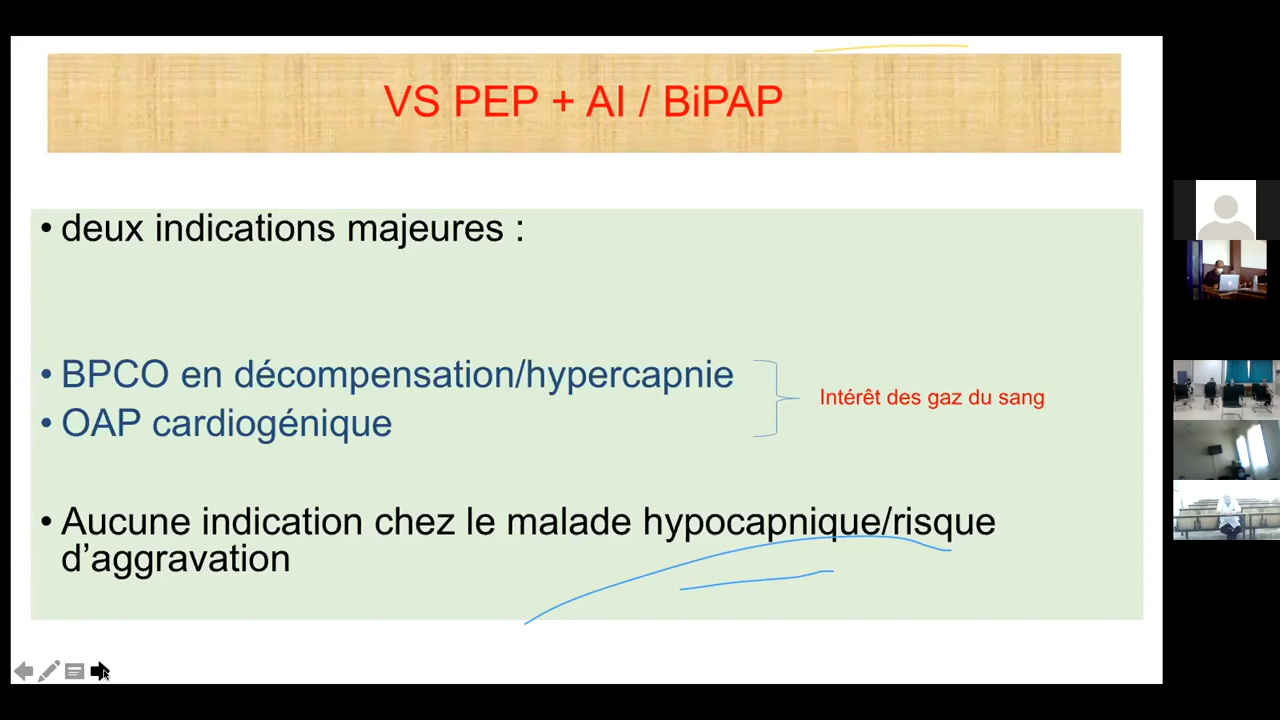 VS PEP + AI / BiPAP
• deux indications majeures :
• BPCO en décompensation/hypercapnie
• OAP cardiogénique
Intérêt des gaz du sang
• Aucune indication chez le malade hypocapnique/risque
d’aggravation